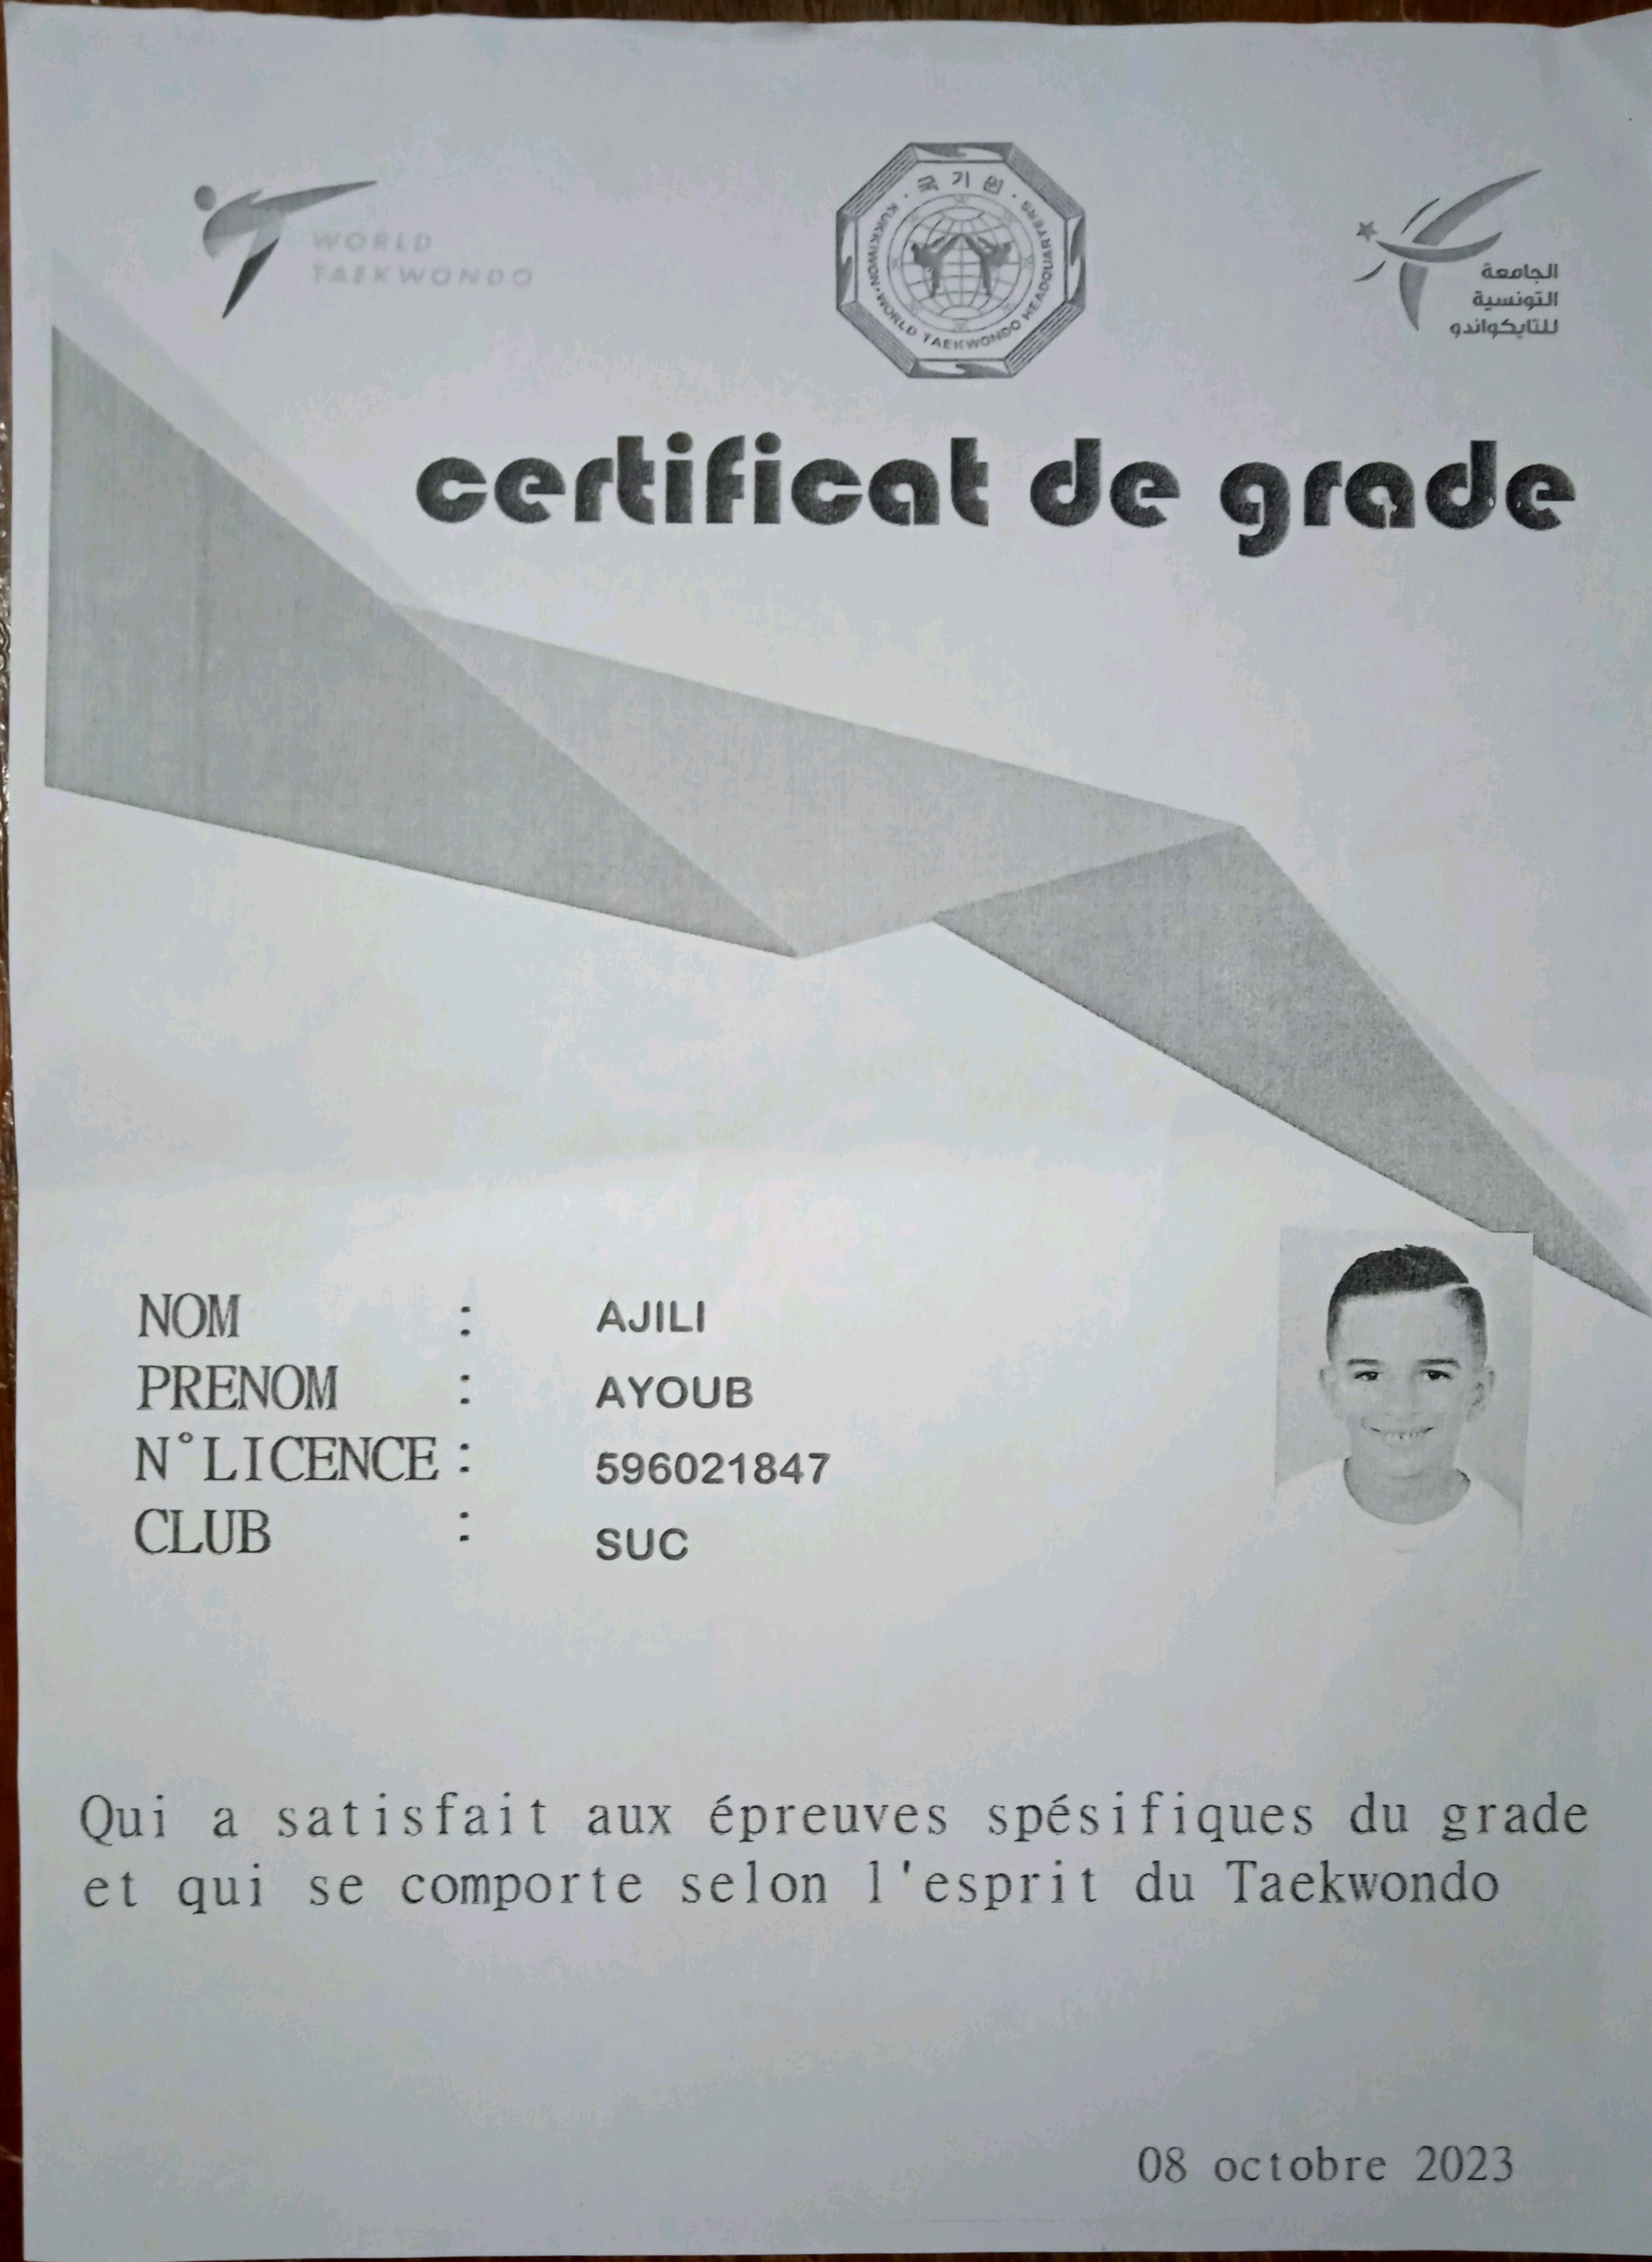 WORLD
TAEKWONDO
국기원
KUKKIWON • WORLD TAEKWONDO HEADQUARTERS
الجامعة
التونسية
للتايكواندو
certificat de grade
NOM : AJILI
PRENOM : AYOUB
N°LICENCE : 596021847
CLUB : SUC
Qui a satisfait aux épreuves spésifiques du grade
et qui se comporte selon l'esprit du Taekwondo
08 octobre 2023